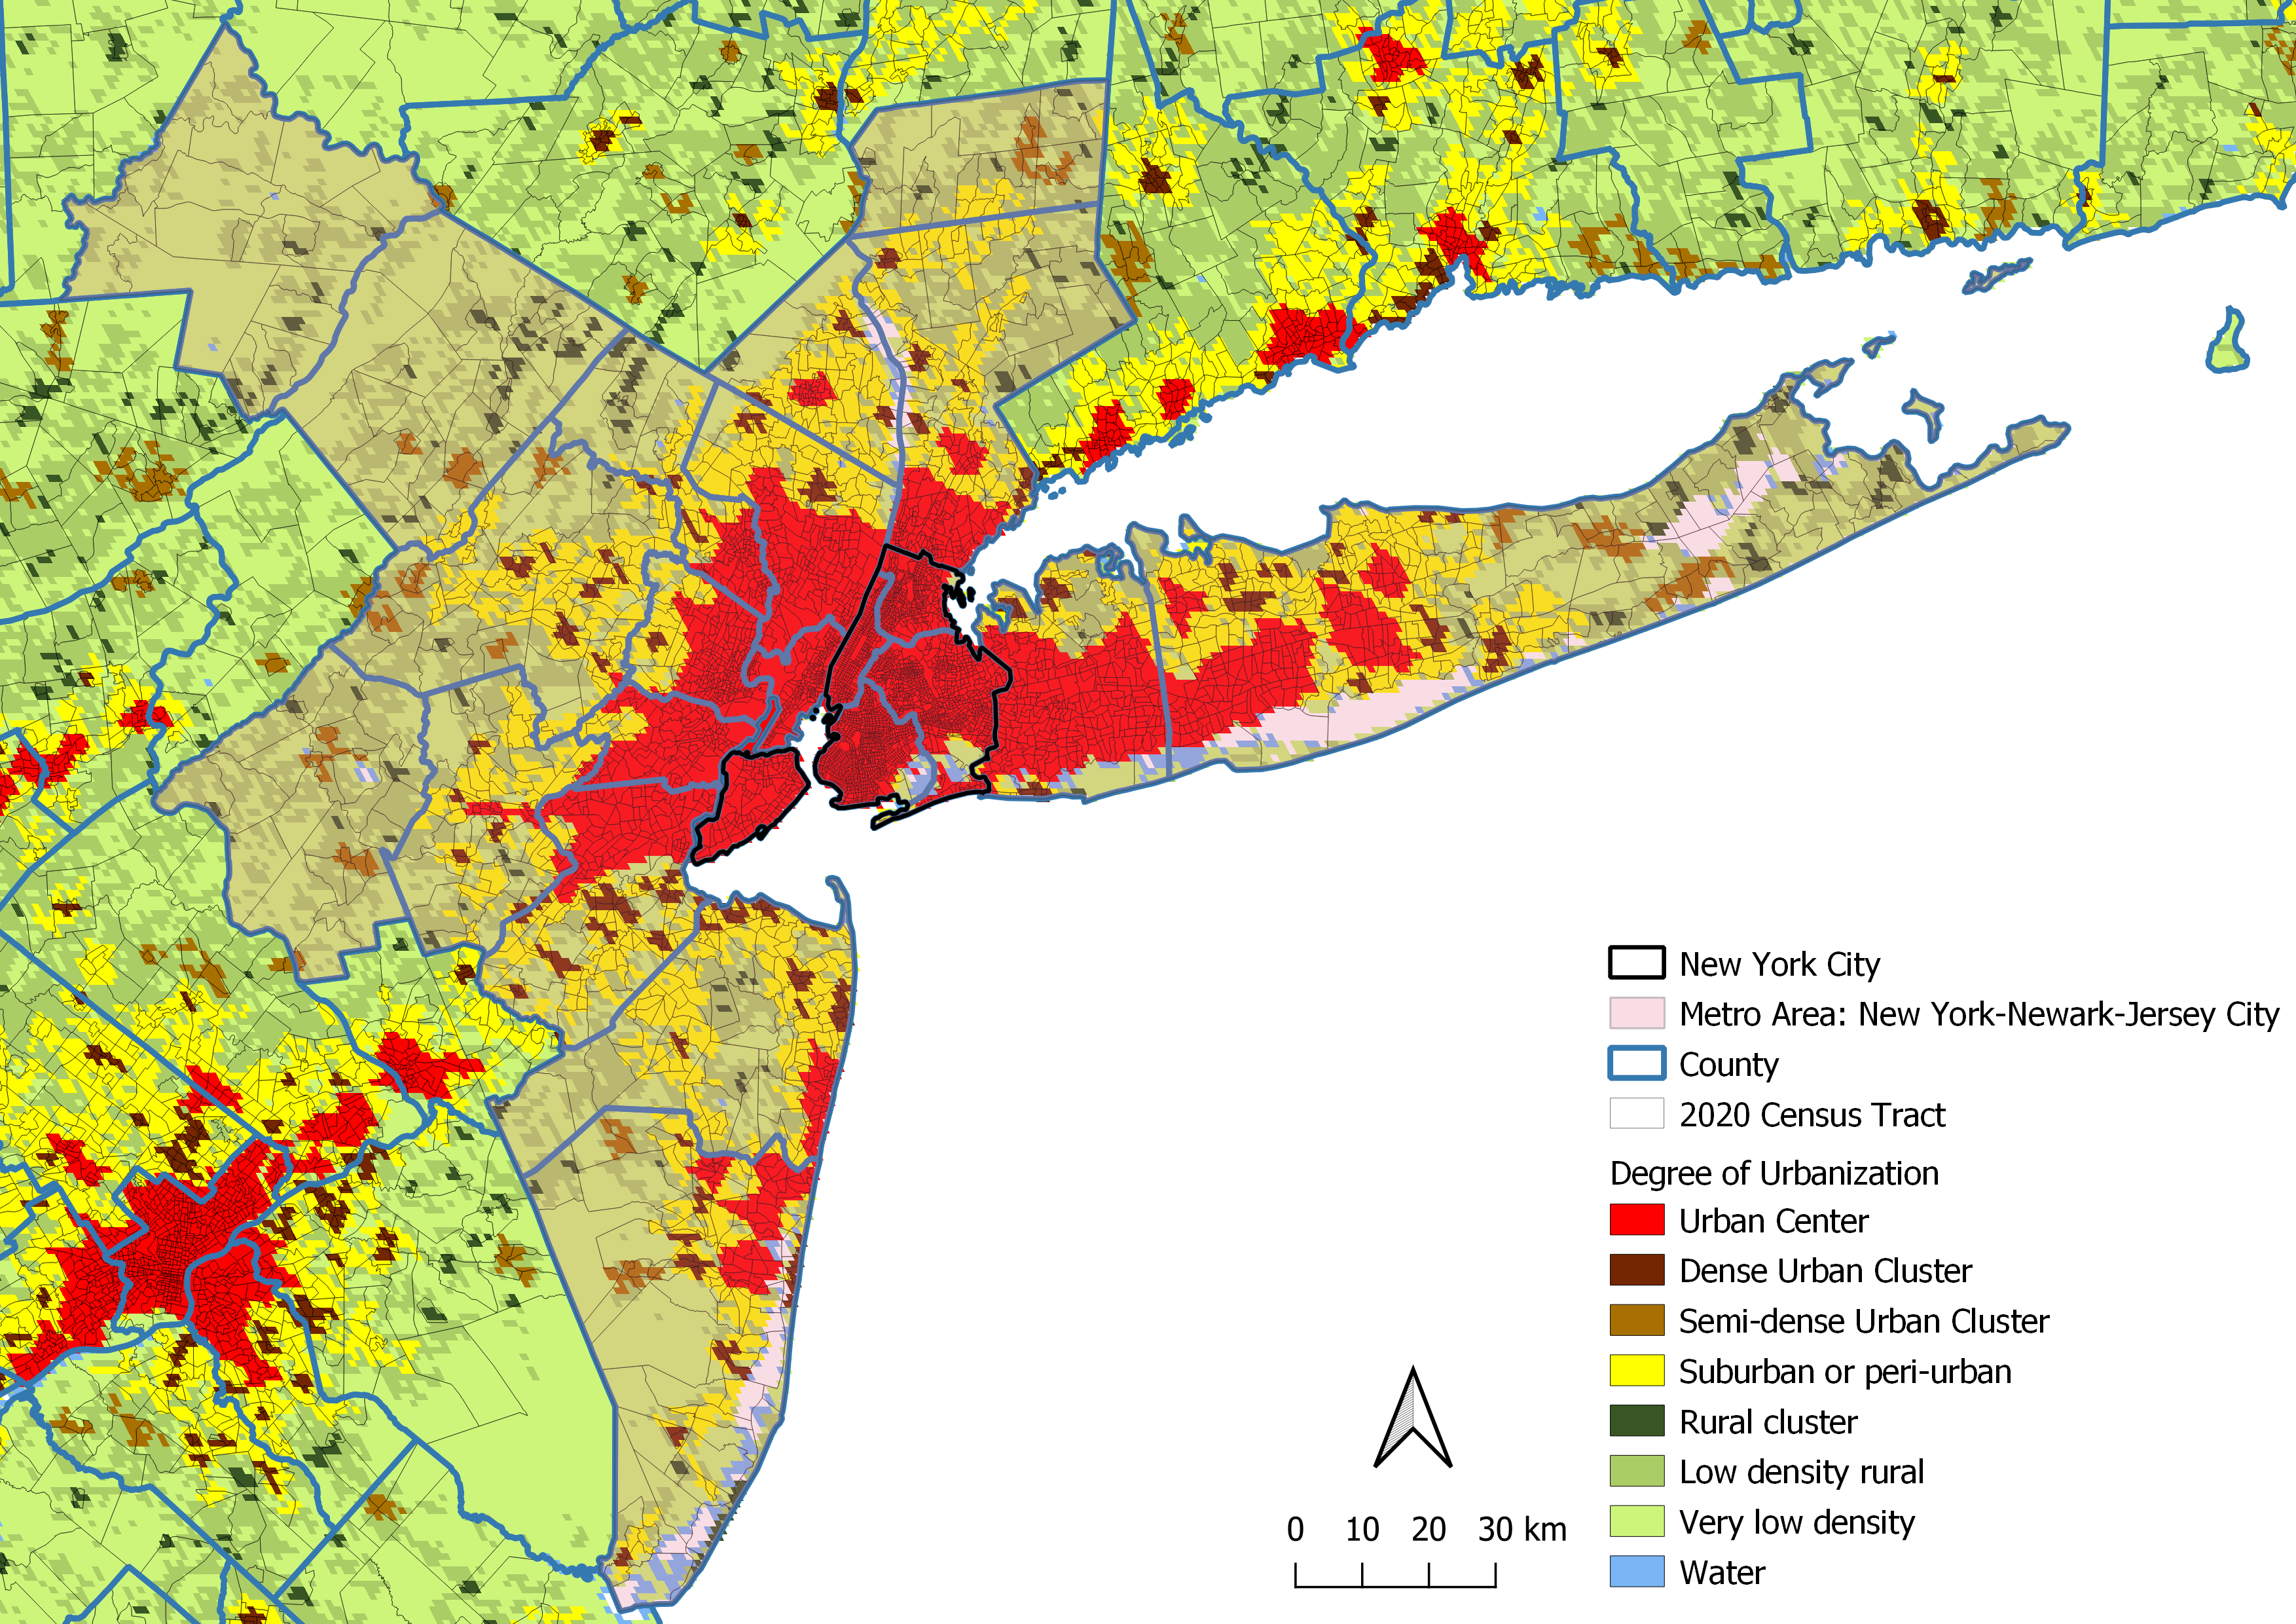 New York City
Metro Area: New York-Newark-Jersey City
County
2020 Census Tract
Degree of Urbanization
Urban Center
Dense Urban Cluster
Semi-dense Urban Cluster
Suburban or peri-urban
Rural cluster
Low density rural
Very low density
Water
0 10 20 30 km